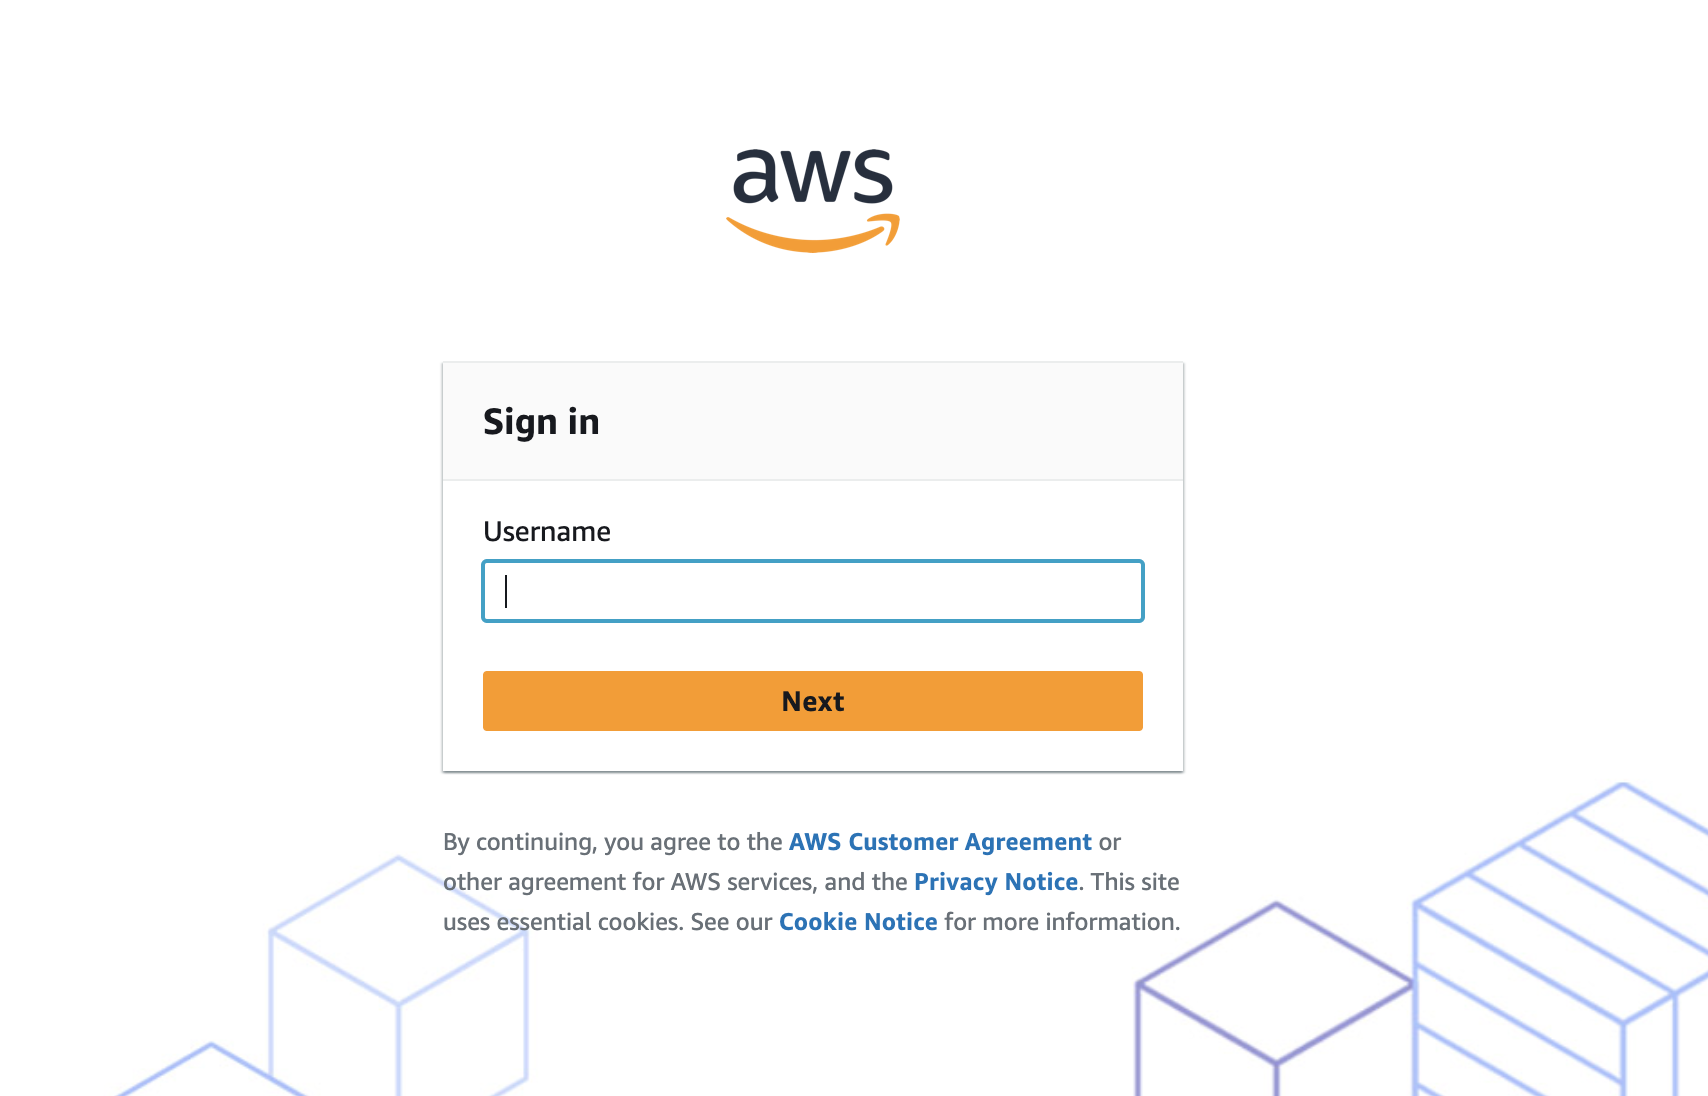 aws
Sign in
Username
Next
By continuing, you agree to the AWS Customer Agreement or
other agreement for AWS services, and the Privacy Notice. This site
uses essential cookies. See our Cookie Notice for more information.